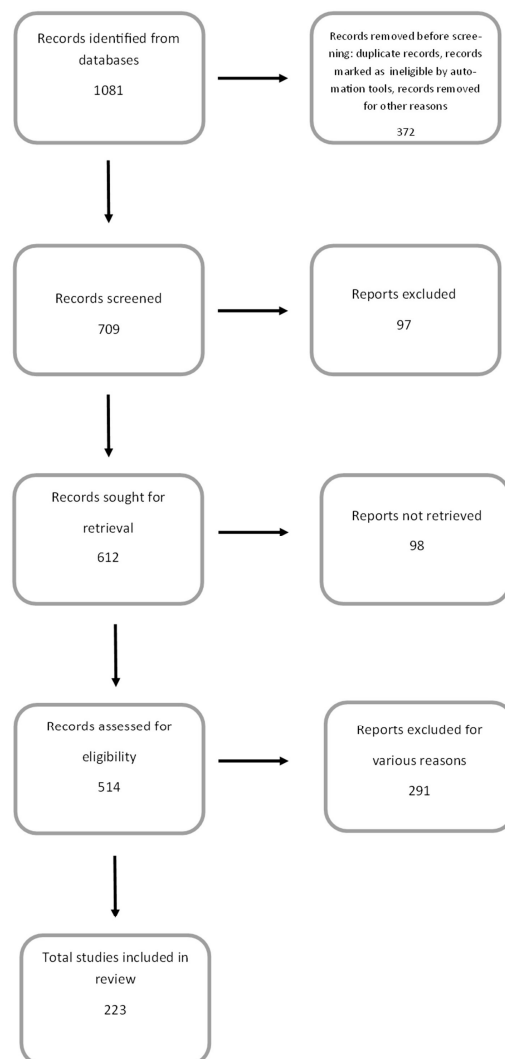 Records identified from
databases
1081
Records removed before scree-
ning: duplicate records, records
marked as ineligible by auto-
mation tools, records removed
for other reasons
372
Records screened
709
Reports excluded
97
Records sought for
retrieval
612
Reports not retrieved
98
Records assessed for
eligibility
514
Reports excluded for
various reasons
291
Total studies included in
review
223